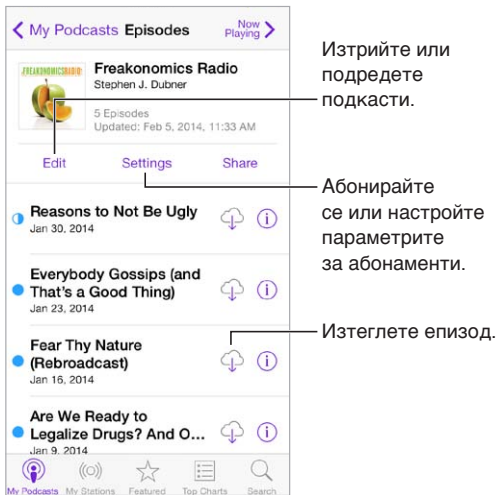 My Podcasts Episodes Now Playing
FREAKONOMICSRADIO
Freakonomics Radio
Stephen J. Dubner
5 Episodes
Updated: Feb 5, 2014, 11:33 AM
Edit Settings Share
Reasons to Not Be Ugly
Jan 30, 2014
Everybody Gossips (and
That's a Good Thing)
Jan 23, 2014
Fear Thy Nature
(Rebroadcast)
Jan 16, 2014
Are We Ready to
Legalize Drugs? And O...
Jan 9, 2014
My Podcasts My Stations Featured Top Charts Search
Изтрийте или
подредете
подкасти.
Абонирайте
се или настройте
параметрите
за абонаменти.
Изтеглете епизод.